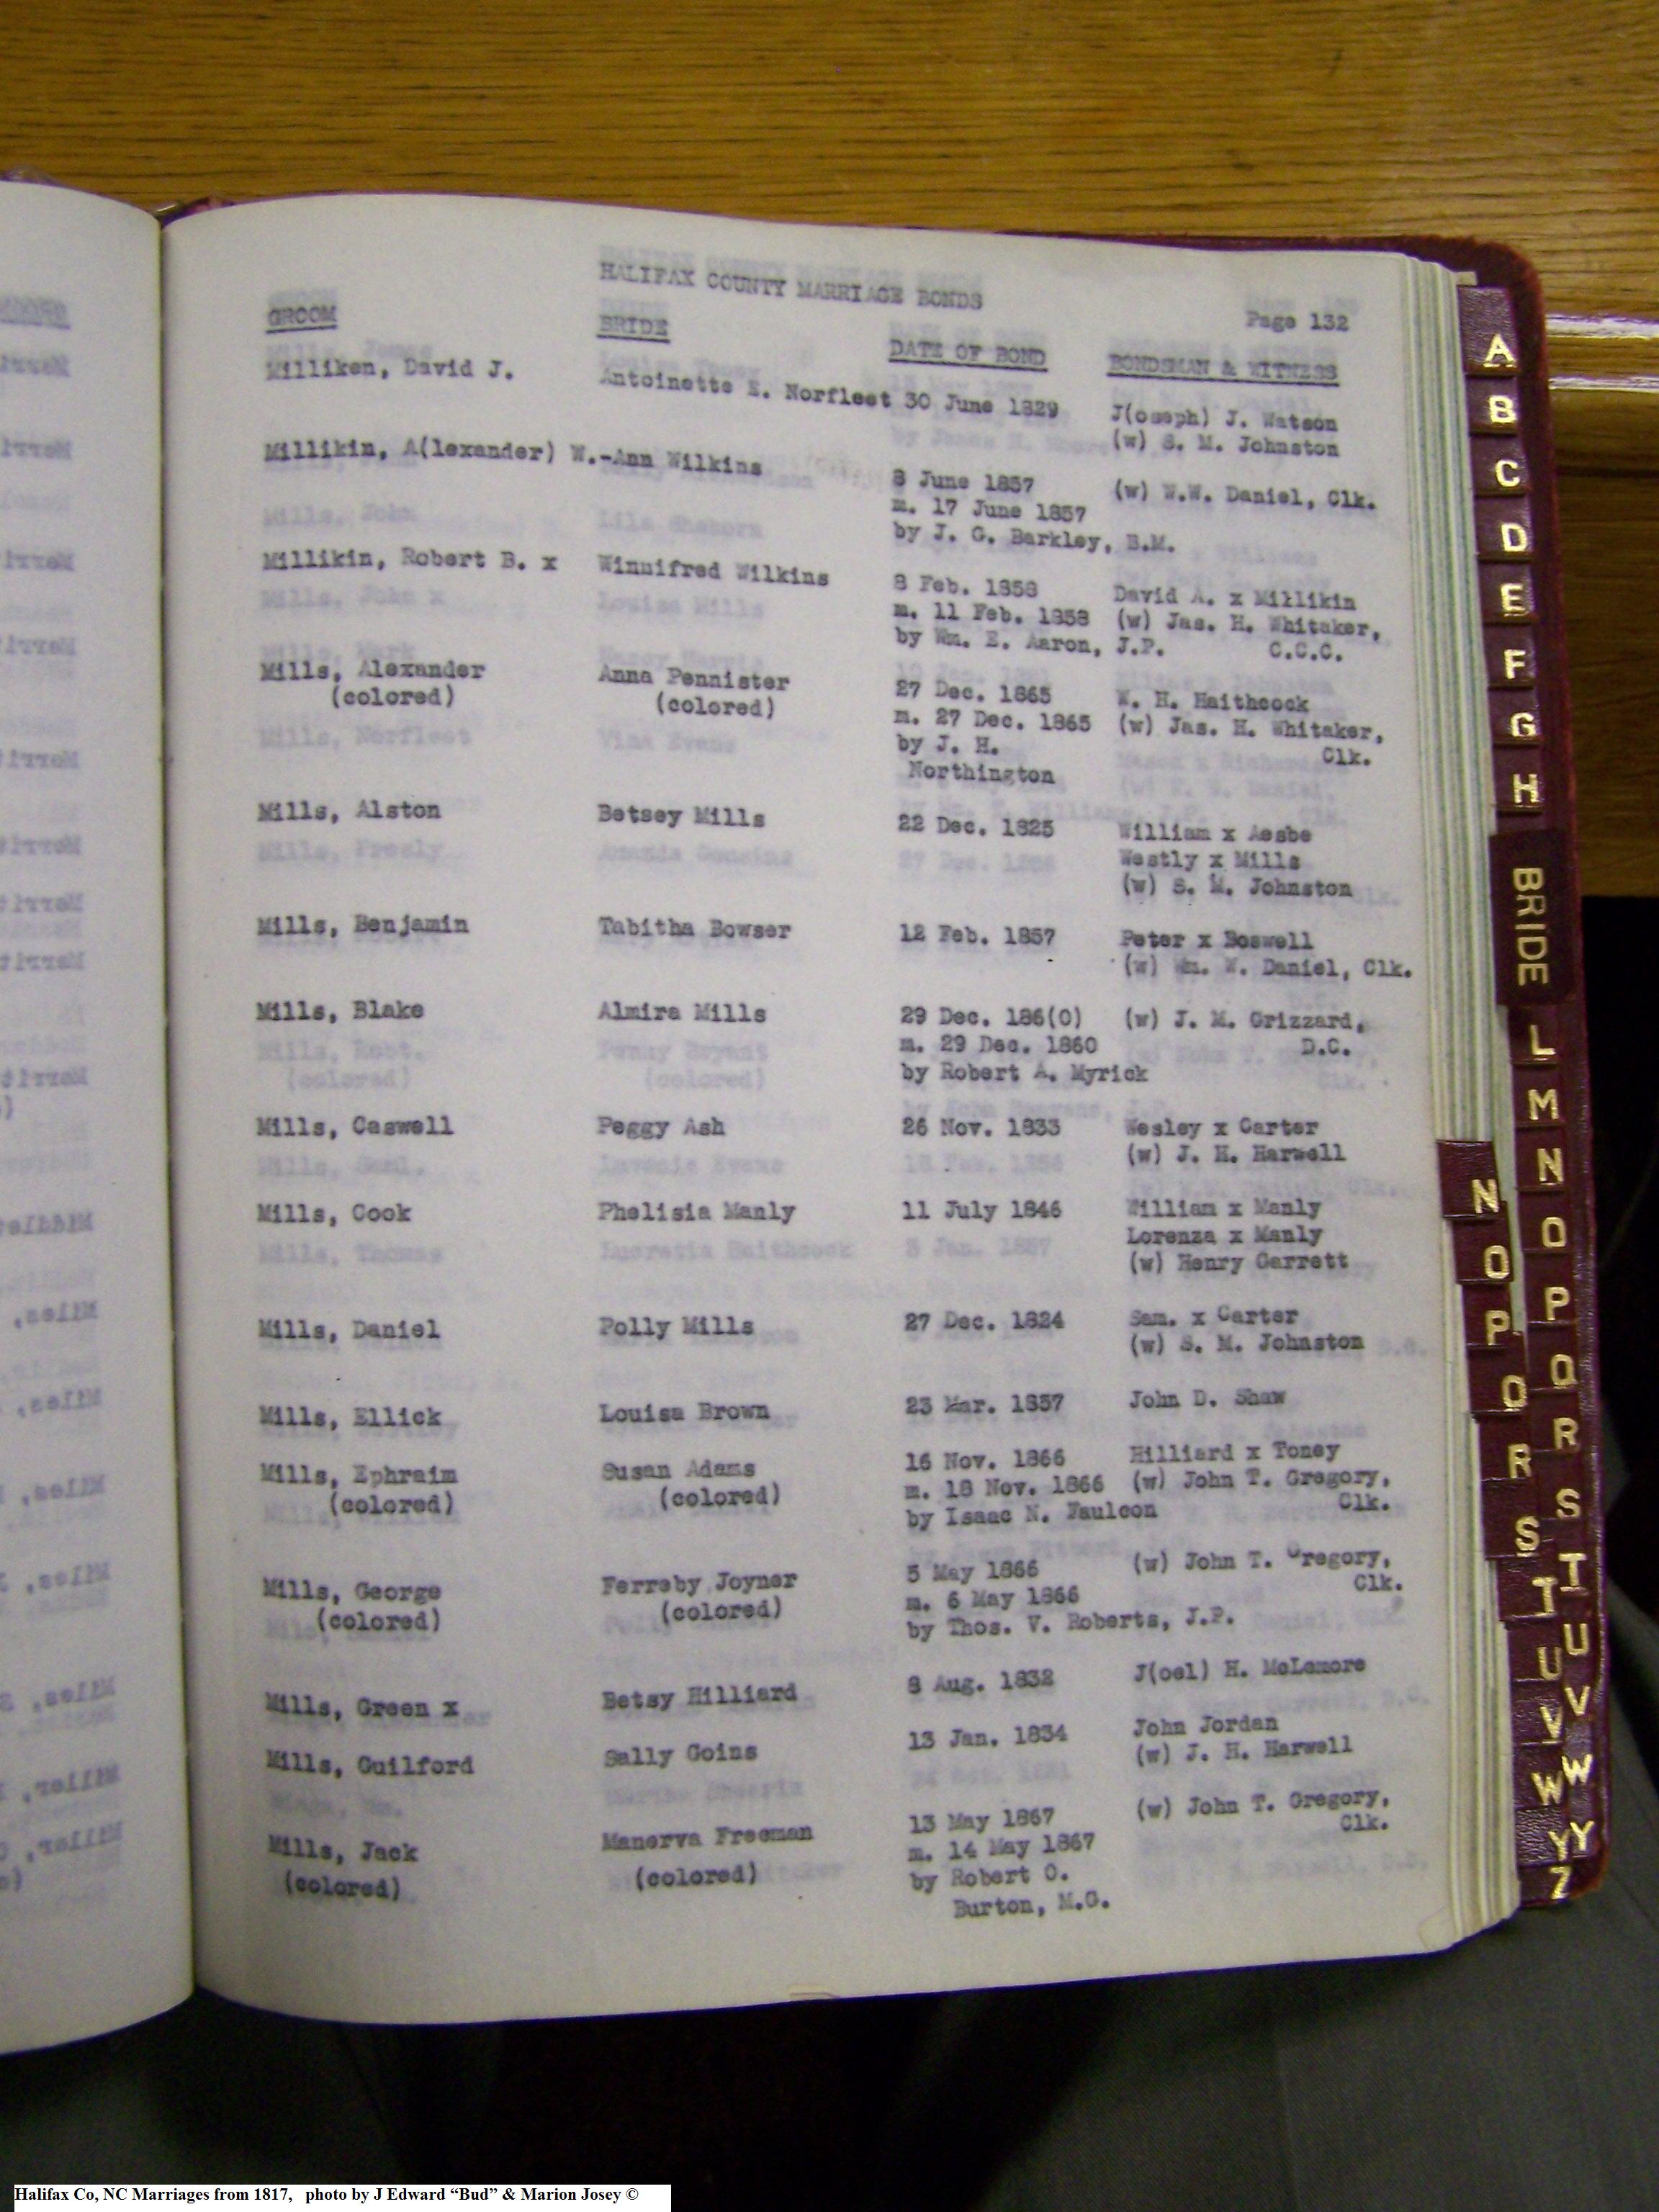 HALIFAX COUNTY MARRIAGE BONDS
Page 132
GROOM BRIDE DATE OF BOND BONDSMAN & WITNESS
Milliken, David J. Antoinette E. Norfleet 30 June 1829 J(oseph) J. Watson
(w) S. M. Johnston
Millikin, A(lexander) W.-Ann Wilkins 8 June 1857 (w) W.W. Daniel, Clk.
m. 17 June 1857
by J. G. Barkley, B.M.
Millikin, Robert B. x Winnifred Wilkins 8 Feb. 1858 David A. x Millikin
m. 11 Feb. 1858 (w) Jas. H. Whitaker,
by Wm. E. Aaron, J.P. C.C.C.
Mills, Alexander Anna Pennister 27 Dec. 1865 W. H. Haithcock
(colored) (colored) m. 27 Dec. 1865 (w) Jas. H. Whitaker,
by J. H. Clk.
Northington
Mills, Alston Betsey Mills 22 Dec. 1825 William x Aesbe
Westly x Mills
(w) S. M. Johnston
Mills, Benjamin Tabitha Bowser 12 Feb. 1857 Peter x Boswell
(w) Wm. W. Daniel, Clk.
Mills, Blake Almira Mills 29 Dec. 186(0) (w) J. M. Grizzard,
m. 29 Dec. 1860 D.C.
by Robert A. Myrick
Mills, Caswell Peggy Ash 26 Nov. 1833 Wesley x Carter
(w) J. H. Harwell
Mills, Cook Phelisia Manly 11 July 1846 William x Manly
Lorenza x Manly
(w) Henry Garrett
Mills, Daniel Polly Mills 27 Dec. 1824 Sam. x Carter
(w) S. M. Johnston
Mills, Ellick Louisa Brown 23 Mar. 1857 John D. Shaw
Mills, Ephraim Susan Adams 16 Nov. 1866 Hilliard x Toney
(colored) (colored) m. 18 Nov. 1866 (w) John T. Gregory,
by Isaac N. Faulcon Clk.
Mills, George Ferreby Joyner 5 May 1866 (w) John T. Gregory,
(colored) (colored) m. 6 May 1866 Clk.
by Thos. V. Roberts, J.P.
Mills, Green x Betsy Hilliard 8 Aug. 1832 J(oel) H. McLemore
Mills, Guilford Sally Goins 13 Jan. 1834 John Jordan
(w) J. H. Harwell
Mills, Jack Manerva Freeman 13 May 1867 (w) John T. Gregory,
(colored) (colored) m. 14 May 1867 Clk.
by Robert O.
Burton, M.G.
A
B
C
D
E
F
G
H
BRIDE
L
M
N
O
P
Q
R
S
T
U
V
W
Y
N
O
P
Q
R
S
T
U
V
W
Y
Z
Halifax Co, NC Marriages from 1817, photo by J Edward “Bud” & Marion Josey ©